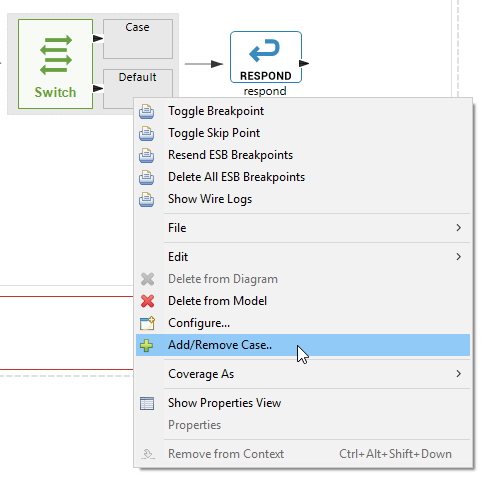 Case
Default
Switch
RESPOND
respond
Toggle Breakpoint
Toggle Skip Point
Resend ESB Breakpoints
Delete All ESB Breakpoints
Show Wire Logs
File
Edit
Delete from Diagram
Delete from Model
Configure...
Add/Remove Case..
Coverage As
Show Properties View
Properties
Remove from Context Ctrl+Alt+Shift+Down